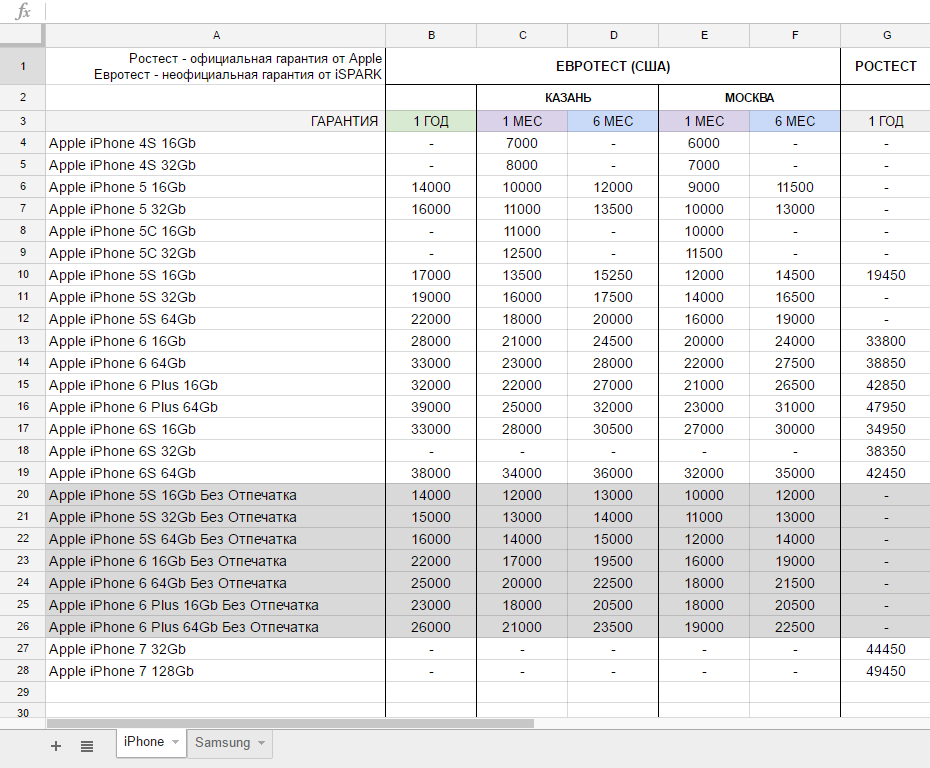 fx
A B C D E F G
1 Ростест - официальная гарантия от Apple
Евротест - неофициальная гарантия от iSPARK ЕВРОТЕСТ (США) РОСТЕСТ
2 КАЗАНЬ МОСКВА
3 ГАРАНТИЯ 1 ГОД 1 МЕС 6 МЕС 1 МЕС 6 МЕС 1 ГОД
4 Apple iPhone 4S 16Gb - 7000 - 6000 - -
5 Apple iPhone 4S 32Gb - 8000 - 7000 - -
6 Apple iPhone 5 16Gb 14000 10000 12000 9000 11500 -
7 Apple iPhone 5 32Gb 16000 11000 13500 10000 13000 -
8 Apple iPhone 5C 16Gb - 11000 - 10000 - -
9 Apple iPhone 5C 32Gb - 12500 - 11500 - -
10 Apple iPhone 5S 16Gb 17000 13500 15250 12000 14500 19450
11 Apple iPhone 5S 32Gb 19000 16000 17500 14000 16500 -
12 Apple iPhone 5S 64Gb 22000 18000 20000 16000 19000 -
13 Apple iPhone 6 16Gb 28000 21000 24500 20000 24000 33800
14 Apple iPhone 6 64Gb 33000 23000 28000 22000 27500 38850
15 Apple iPhone 6 Plus 16Gb 32000 22000 27000 21000 26500 42850
16 Apple iPhone 6 Plus 64Gb 39000 25000 32000 23000 31000 47950
17 Apple iPhone 6S 16Gb 33000 28000 30500 27000 30000 34950
18 Apple iPhone 6S 32Gb - - - - - 38350
19 Apple iPhone 6S 64Gb 38000 34000 36000 32000 35000 42450
20 Apple iPhone 5S 16Gb Без Отпечатка 14000 12000 13000 10000 12000 -
21 Apple iPhone 5S 32Gb Без Отпечатка 15000 13000 14000 11000 13000 -
22 Apple iPhone 5S 64Gb Без Отпечатка 16000 14000 15000 12000 14000 -
23 Apple iPhone 6 16Gb Без Отпечатка 22000 17000 19500 16000 19000 -
24 Apple iPhone 6 64Gb Без Отпечатка 25000 20000 22500 18000 21500 -
25 Apple iPhone 6 Plus 16Gb Без Отпечатка 23000 18000 20500 18000 20500 -
26 Apple iPhone 6 Plus 64Gb Без Отпечатка 26000 21000 23500 19000 22500 -
27 Apple iPhone 7 32Gb - - - - - 44450
28 Apple iPhone 7 128Gb - - - - - 49450
29
30
+ iPhone Samsung